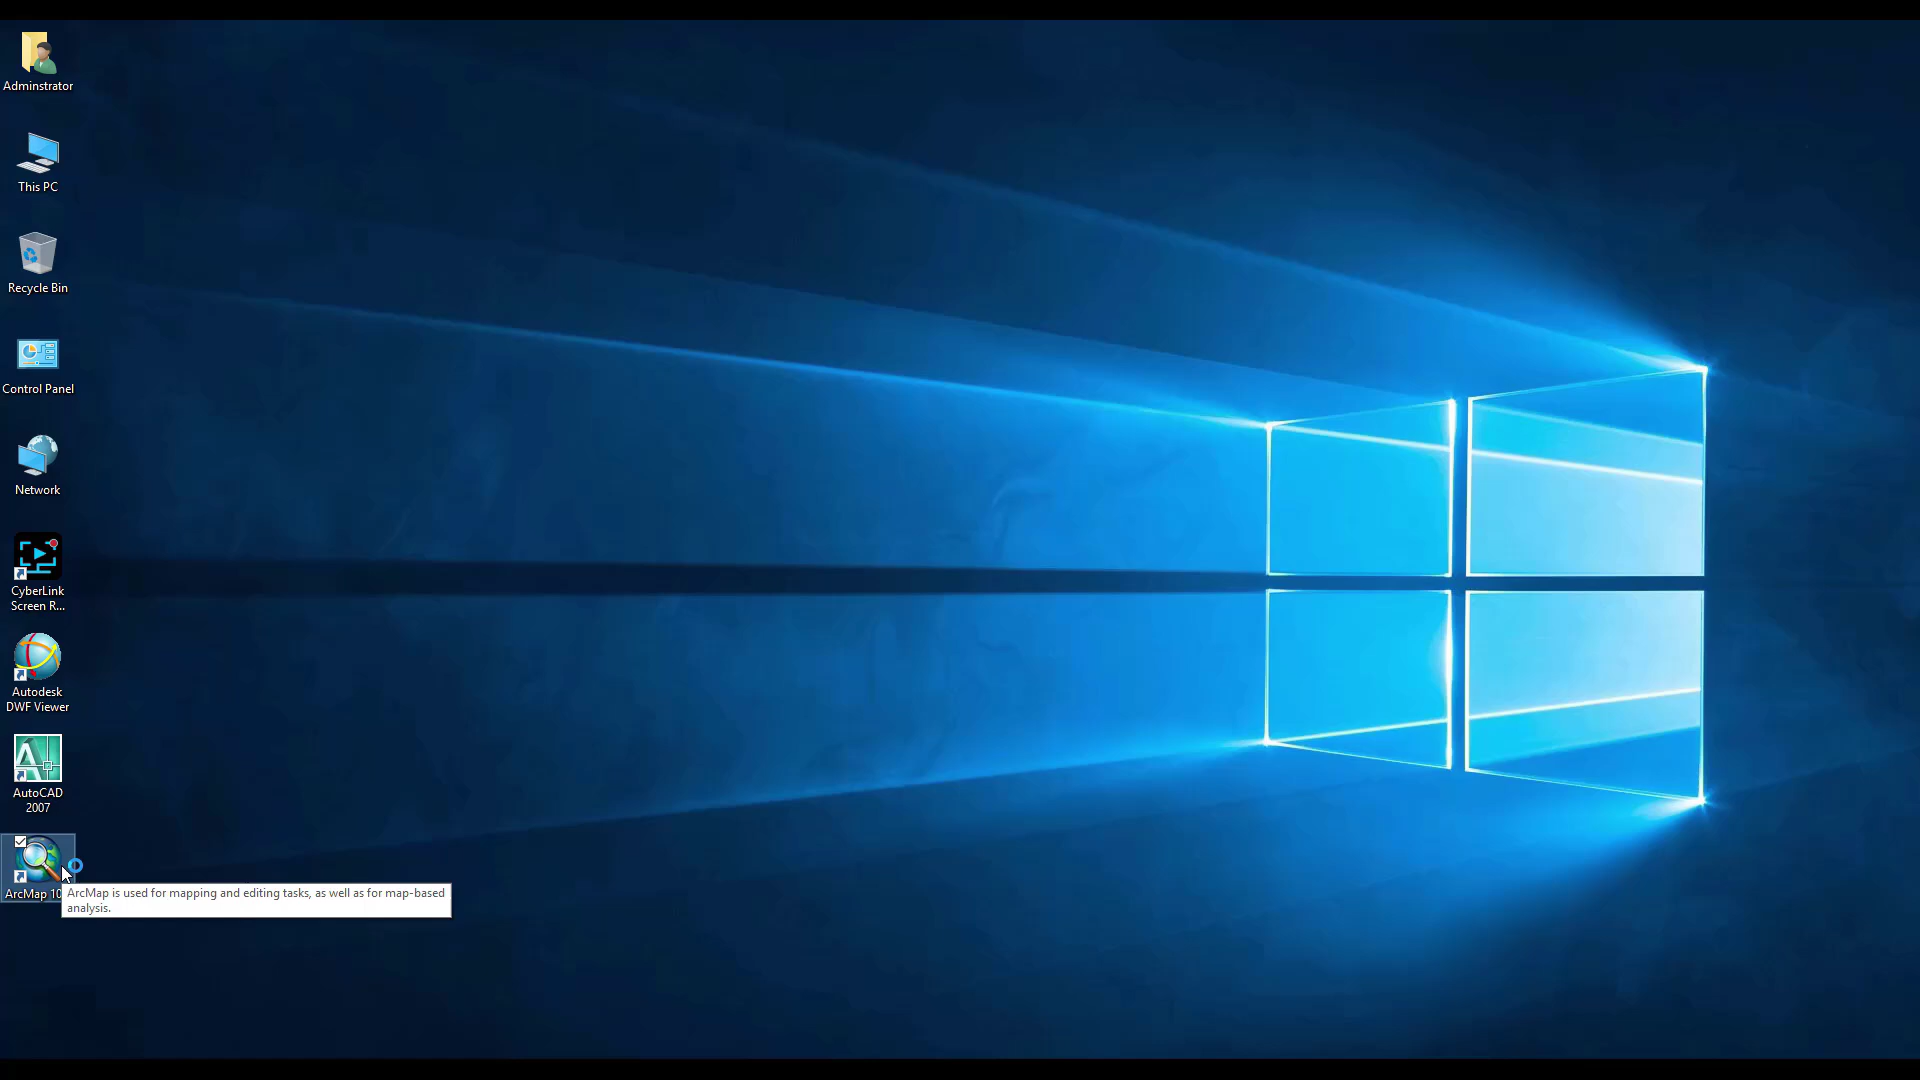 Adminstrator
This PC
Recycle Bin
Control Panel
Network
CyberLink
Screen R...
Autodesk
DWF Viewer
AutoCAD
2007
ArcMap 10
ArcMap is used for mapping and editing tasks, as well as for map-based
analysis.